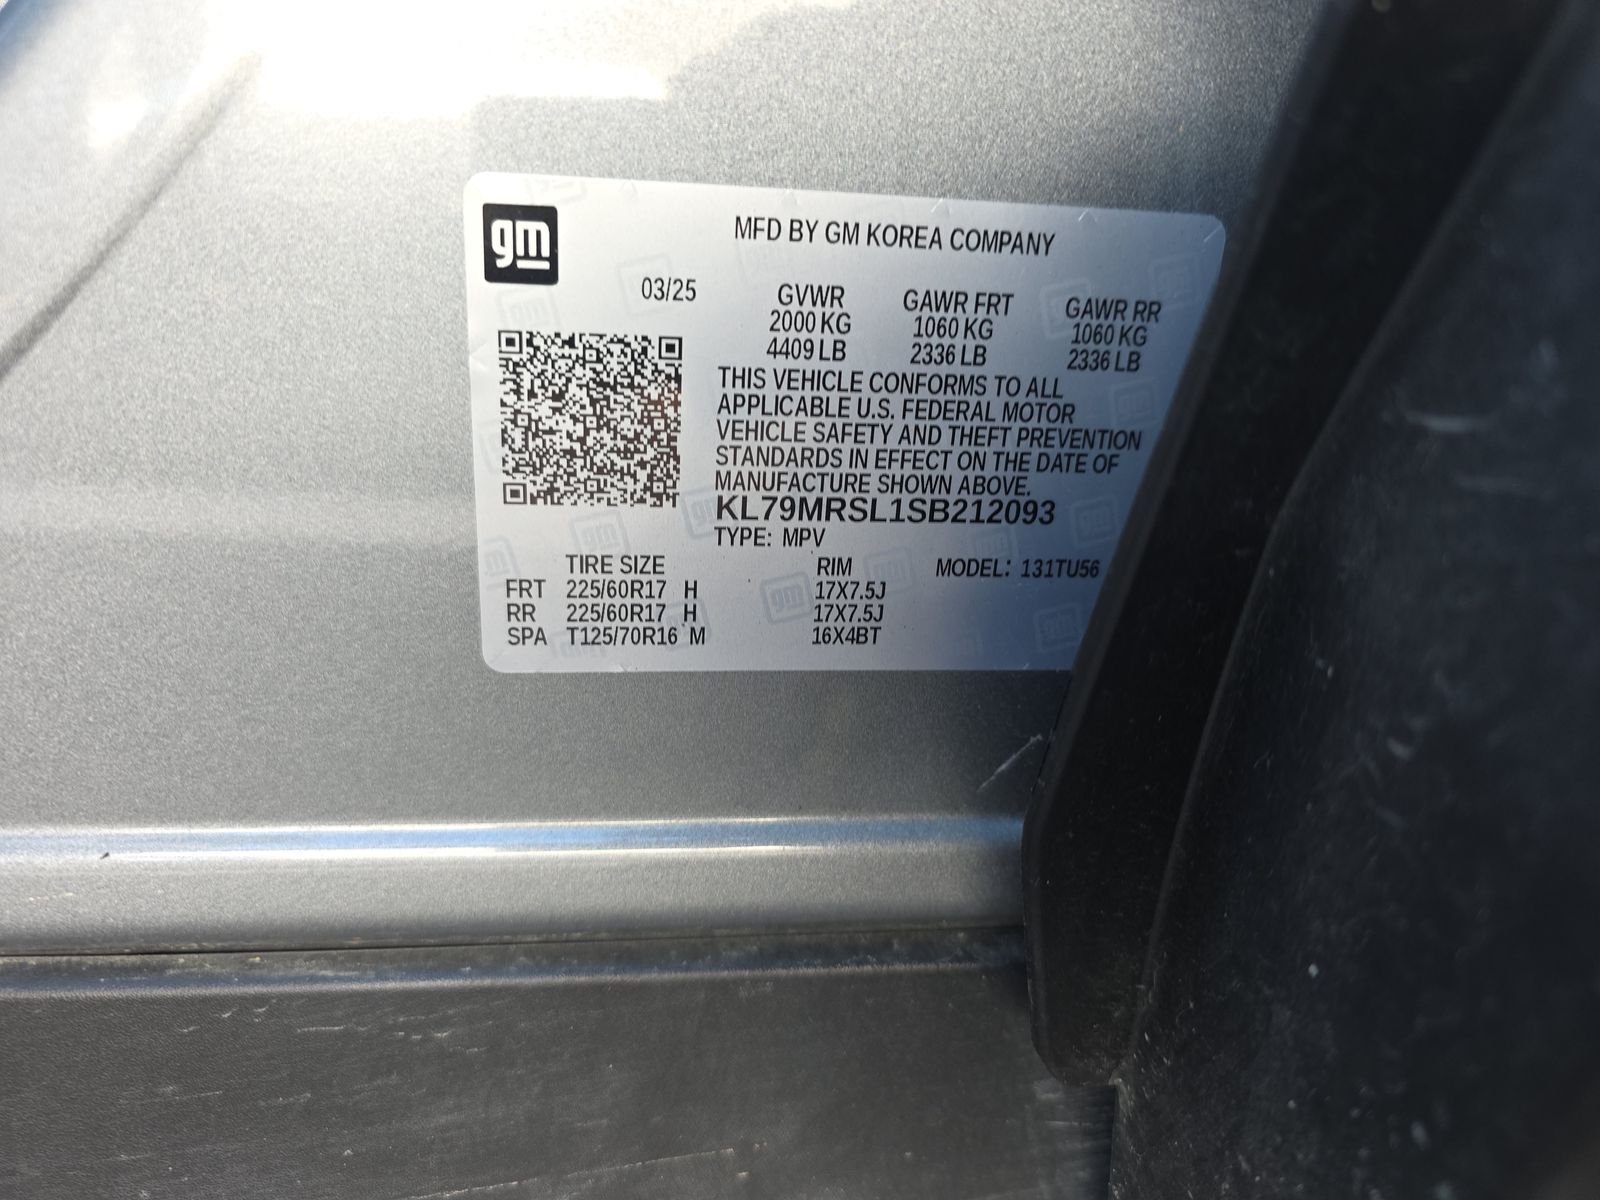 gm
MFD BY GM KOREA COMPANY
03/25
GVWR GAWR FRT GAWR RR
2000 KG 1060 KG 1060 KG
4409 LB 2336 LB 2336 LB
THIS VEHICLE CONFORMS TO ALL
APPLICABLE U.S. FEDERAL MOTOR
VEHICLE SAFETY AND THEFT PREVENTION
STANDARDS IN EFFECT ON THE DATE OF
MANUFACTURE SHOWN ABOVE.
KL79MRSL1SB212093
TYPE: MPV
TIRE SIZE RIM MODEL: 131TU56
FRT 225/60R17 H 17X7.5J
RR 225/60R17 H 17X7.5J
SPA T125/70R16 M 16X4BT